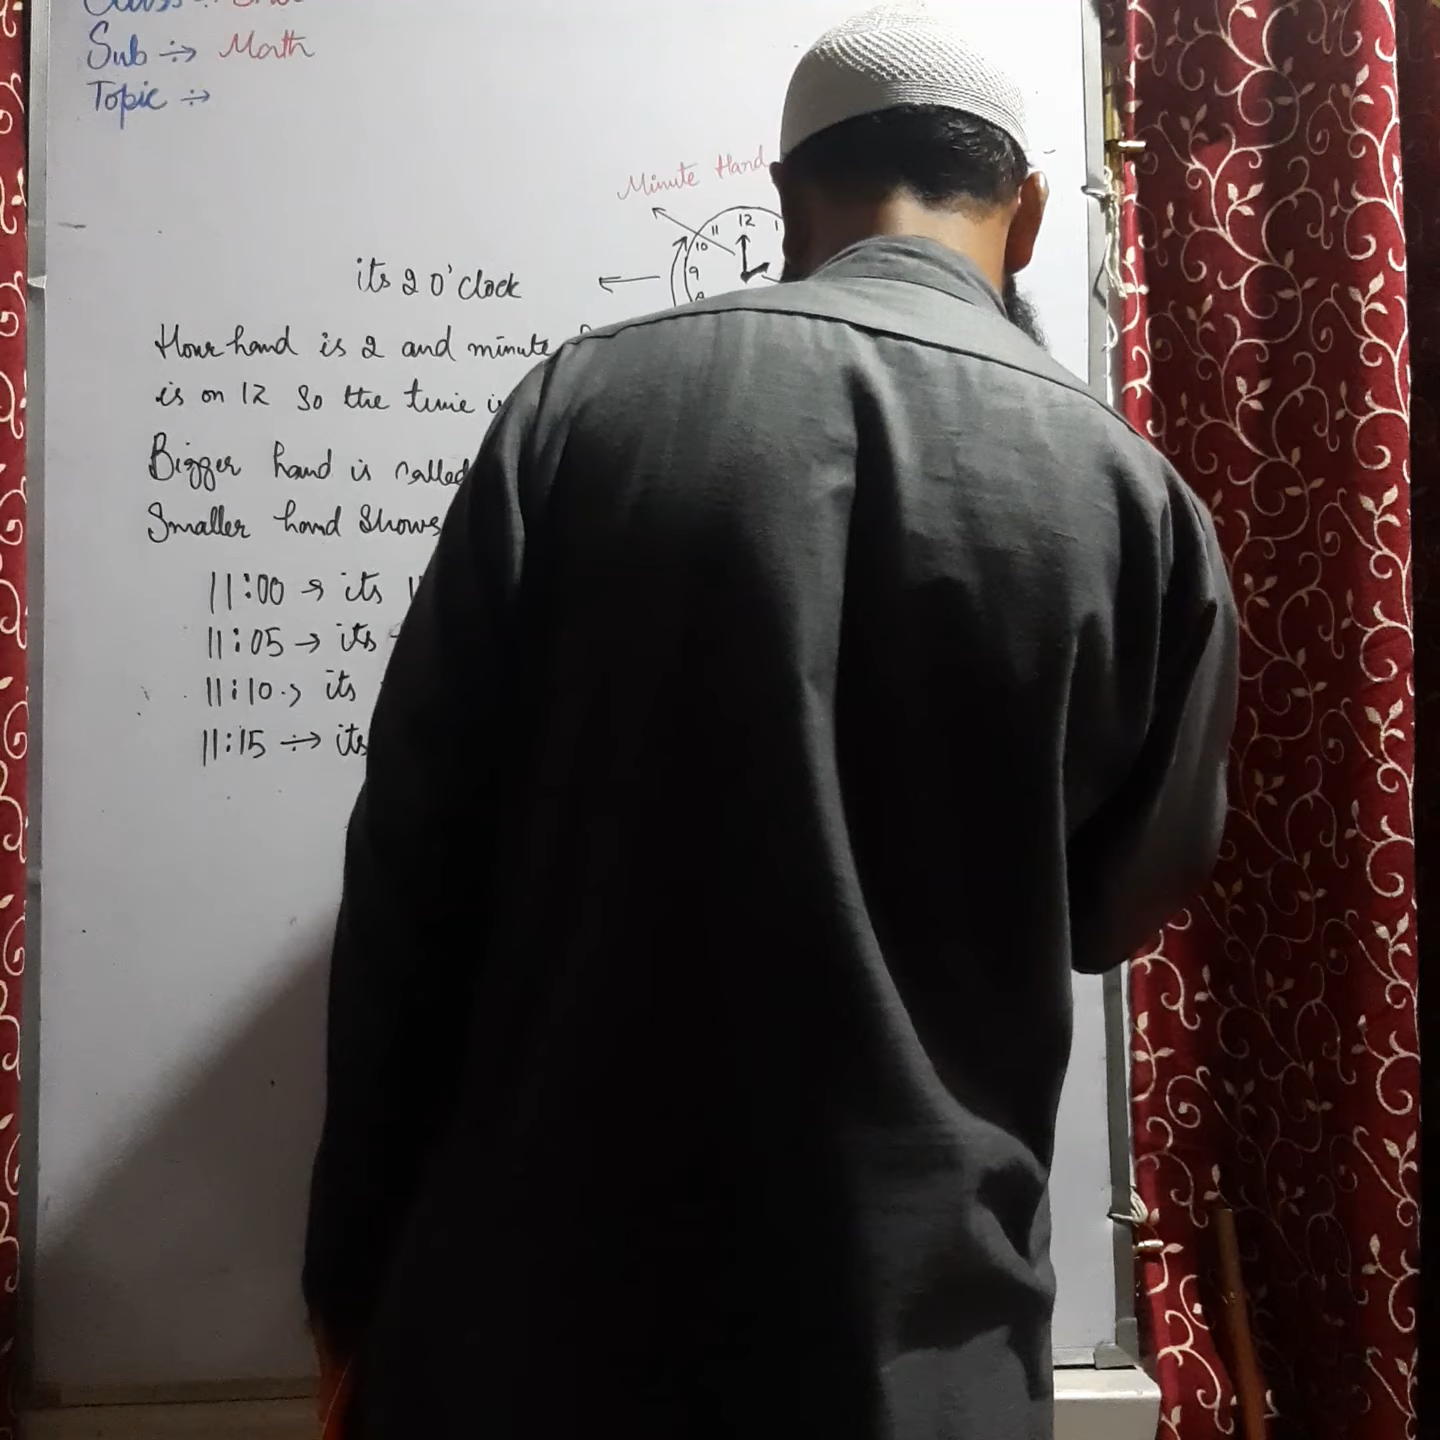 Sub ÷> Math
Topic ÷>
Minute Hand
12
11
1
10
9
8
its 2 O'clock
Hour hand is 2 and minute
is on 12 So the time
Bigger hand is called
Smaller hand Shows
11:00 → its
11:05 → its
11:10 → its
11:15 ÷> its